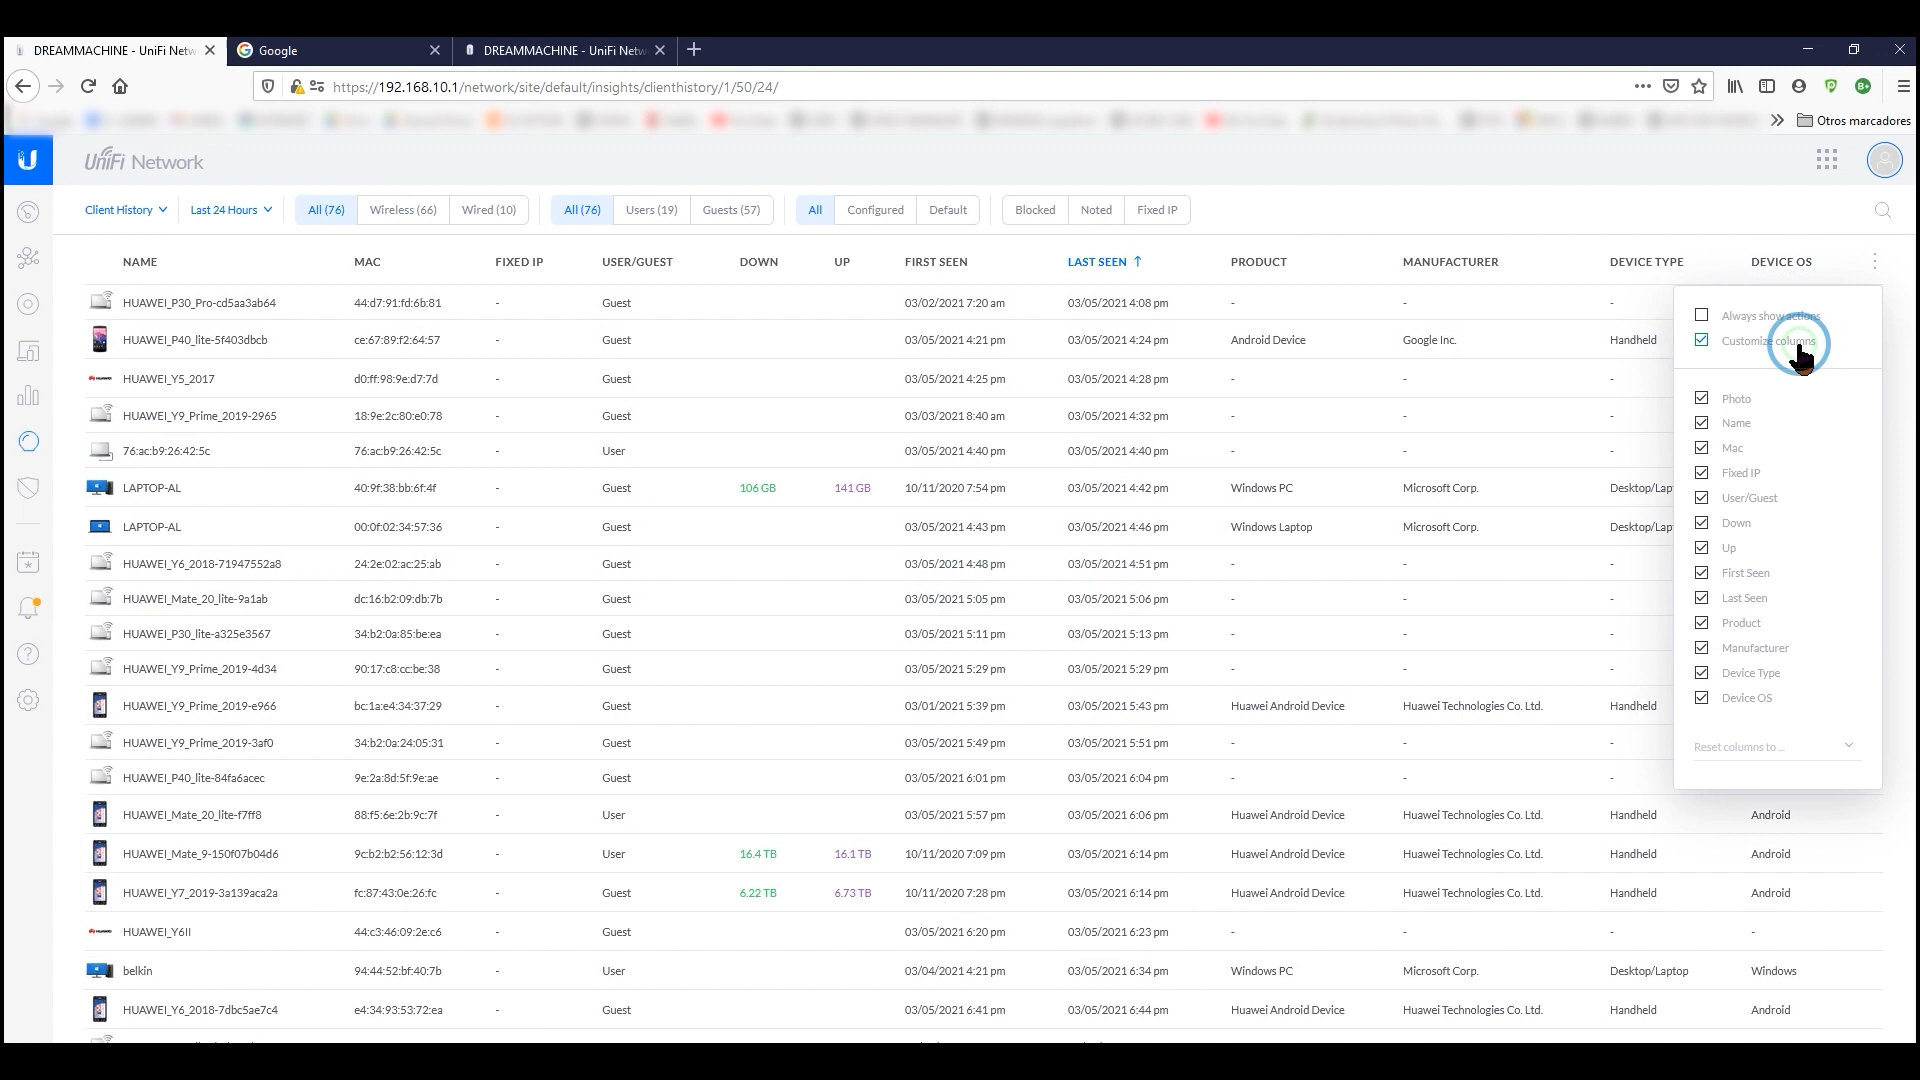 DREAMMACHINE - UniFi Netw
Google
DREAMMACHINE - UniFi Netw
https://192.168.10.1/network/site/default/insights/clienthistory/1/50/24/
Otros marcadores
UniFi Network
Client History Last 24 Hours All (76) Wireless (66) Wired (10) All (76) Users (19) Guests (57) All Configured Default Blocked Noted Fixed IP
NAME MAC FIXED IP USER/GUEST DOWN UP FIRST SEEN LAST SEEN ↑ PRODUCT MANUFACTURER DEVICE TYPE DEVICE OS
HUAWEI_P30_Pro-cd5aa3ab64 44:d7:91:fd:6b:81 - Guest 03/02/2021 7:20 am 03/05/2021 4:08 pm - - -
HUAWEI_P40_lite-5f403dbcb ce:67:89:f2:64:57 - Guest 03/05/2021 4:21 pm 03/05/2021 4:24 pm Android Device Google Inc. Handheld
HUAWEI_Y5_2017 d0:ff:98:9e:d7:7d - Guest 03/05/2021 4:25 pm 03/05/2021 4:28 pm - - -
HUAWEI_Y9_Prime_2019-2965 18:9e:2c:80:e0:78 - Guest 03/03/2021 8:40 am 03/05/2021 4:32 pm - - -
76:ac:b9:26:42:5c 76:ac:b9:26:42:5c - User 03/05/2021 4:40 pm 03/05/2021 4:40 pm - - -
LAPTOP-AL 40:9f:38:bb:6f:4f - Guest 106 GB 141 GB 10/11/2020 7:54 pm 03/05/2021 4:42 pm Windows PC Microsoft Corp. Desktop/Lap
LAPTOP-AL 00:0f:02:34:57:36 - Guest 03/05/2021 4:43 pm 03/05/2021 4:46 pm Windows Laptop Microsoft Corp. Desktop/Lap
HUAWEI_Y6_2018-71947552a8 24:2e:02:ac:25:ab - Guest 03/05/2021 4:48 pm 03/05/2021 4:51 pm - - -
HUAWEI_Mate_20_lite-9a1ab dc:16:b2:09:db:7b - Guest 03/05/2021 5:05 pm 03/05/2021 5:06 pm - - -
HUAWEI_P30_lite-a325e3567 34:b2:0a:85:be:ea - Guest 03/05/2021 5:11 pm 03/05/2021 5:13 pm - - -
HUAWEI_Y9_Prime_2019-4d34 90:17:c8:cc:be:38 - Guest 03/05/2021 5:29 pm 03/05/2021 5:29 pm - - -
HUAWEI_Y9_Prime_2019-e966 bc:1a:e4:34:37:29 - Guest 03/01/2021 5:39 pm 03/05/2021 5:43 pm Huawei Android Device Huawei Technologies Co. Ltd. Handheld
HUAWEI_Y9_Prime_2019-3af0 34:b2:0a:24:05:31 - Guest 03/05/2021 5:49 pm 03/05/2021 5:51 pm - - -
HUAWEI_P40_lite-84fa6acec 9e:2a:8d:5f:9e:ae - Guest 03/05/2021 6:01 pm 03/05/2021 6:04 pm - - -
HUAWEI_Mate_20_lite-f7ff8 88:f5:6e:2b:9c:7f - User 03/05/2021 5:57 pm 03/05/2021 6:06 pm Huawei Android Device Huawei Technologies Co. Ltd. Handheld Android
HUAWEI_Mate_9-150f07b04d6 9c:b2:b2:56:12:3d - User 16.4 TB 16.1 TB 10/11/2020 7:09 pm 03/05/2021 6:14 pm Huawei Android Device Huawei Technologies Co. Ltd. Handheld Android
HUAWEI_Y7_2019-3a139aca2a fc:87:43:0e:26:fc - Guest 6.22 TB 6.73 TB 10/11/2020 7:28 pm 03/05/2021 6:14 pm Huawei Android Device Huawei Technologies Co. Ltd. Handheld Android
HUAWEI_Y6II 44:c3:46:09:2e:c6 - Guest 03/05/2021 6:20 pm 03/05/2021 6:23 pm - - - -
belkin 94:44:52:bf:40:7b - User 03/04/2021 4:21 pm 03/05/2021 6:34 pm Windows PC Microsoft Corp. Desktop/Laptop Windows
HUAWEI_Y6_2018-7dbc5ae7c4 e4:34:93:53:72:ea - Guest 03/05/2021 6:41 pm 03/05/2021 6:44 pm Huawei Android Device Huawei Technologies Co. Ltd. Handheld Android
Always show actions
Customize columns
Photo
Name
Mac
Fixed IP
User/Guest
Down
Up
First Seen
Last Seen
Product
Manufacturer
Device Type
Device OS
Reset columns to ...